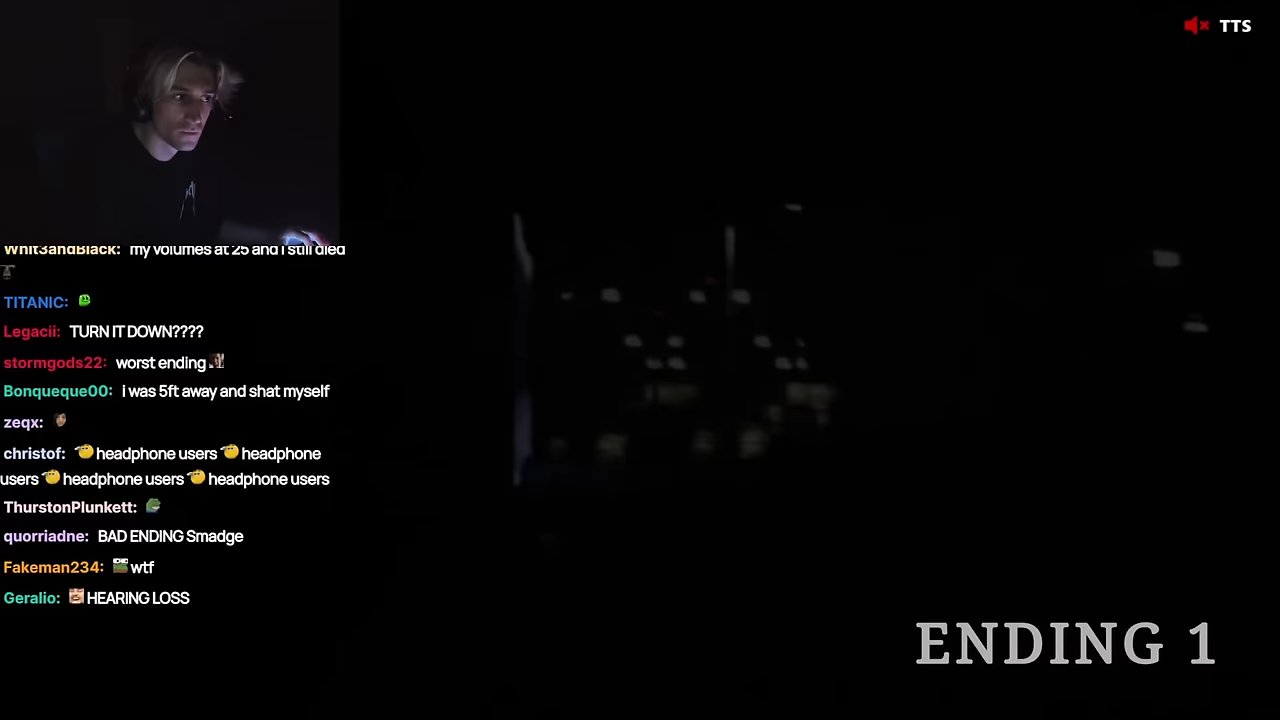 TTS
Whit3andBlack: my volumes at 25 and i still died
TITANIC:
Legacii: TURN IT DOWN????
stormgods22: worst ending
Bonqueque00: i was 5ft away and shat myself
zeqx:
christof: headphone users headphone
users headphone users headphone users
ThurstonPlunkett:
quorriadne: BAD ENDING Smadge
Fakeman234: wtf
Geralio: HEARING LOSS
ENDING 1